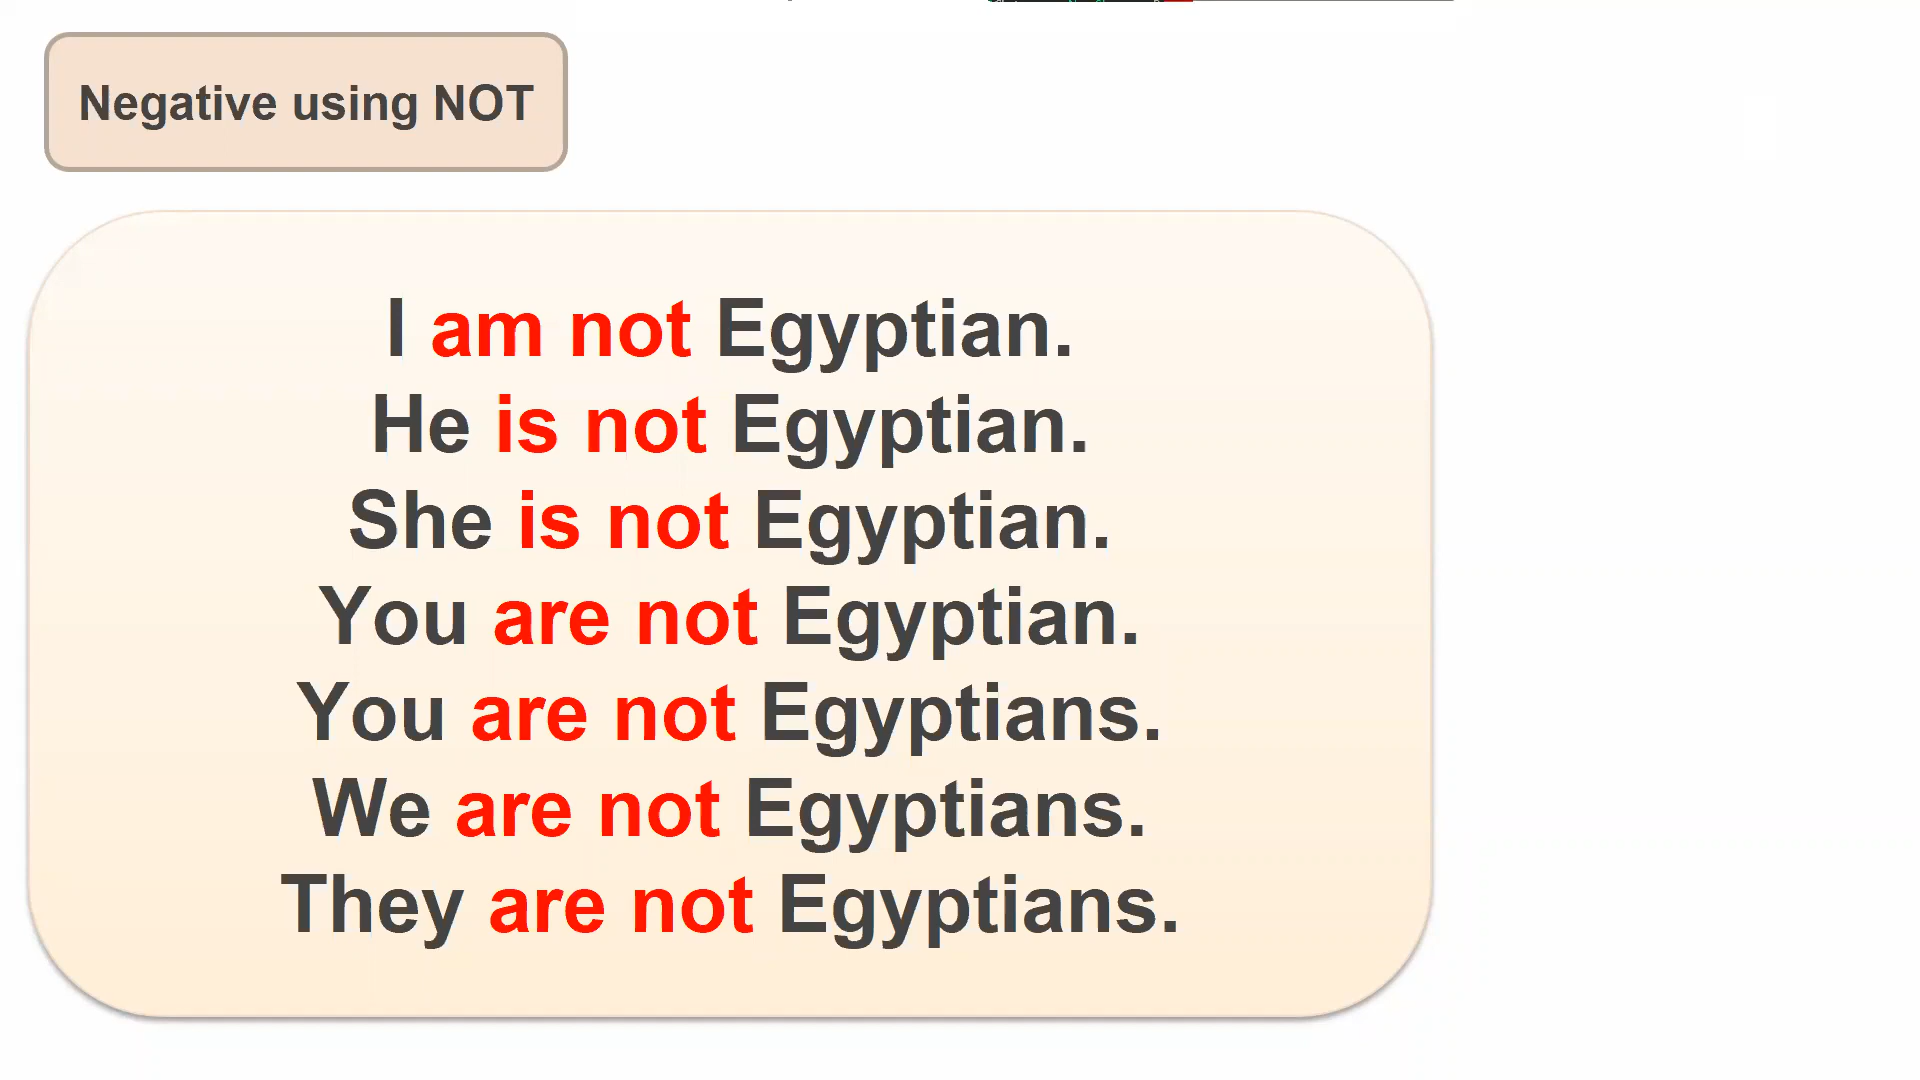 Negative using NOT
I am not Egyptian.
He is not Egyptian.
She is not Egyptian.
You are not Egyptian.
You are not Egyptians.
We are not Egyptians.
They are not Egyptians.